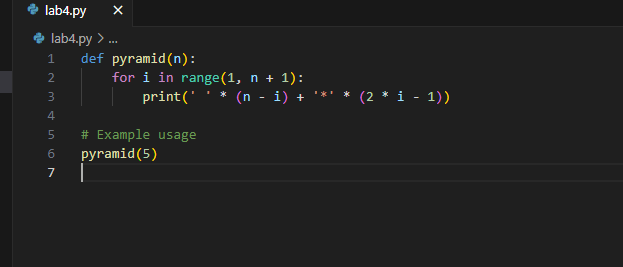 lab4.py ×
lab4.py > ...
1 def pyramid(n):
2     for i in range(1, n + 1):
3         print(' ' * (n - i) + '*' * (2 * i - 1))
4
5 # Example usage
6 pyramid(5)
7